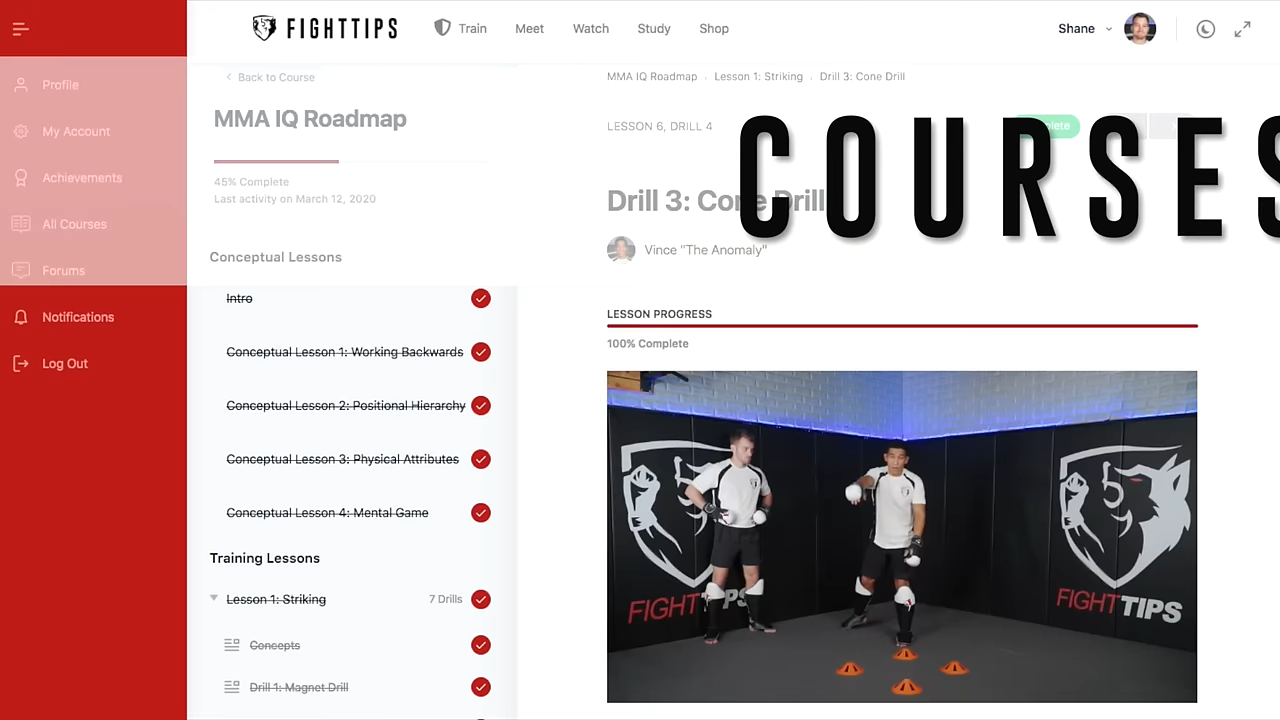 FIGHTTIPS
Train
Meet
Watch
Study
Shop
Shane
Profile
My Account
Achievements
All Courses
Forums
Notifications
Log Out
Back to Course
MMA IQ Roadmap
45% Complete
Last activity on March 12, 2020
Conceptual Lessons
Intro
Conceptual Lesson 1: Working Backwards
Conceptual Lesson 2: Positional Hierarchy
Conceptual Lesson 3: Physical Attributes
Conceptual Lesson 4: Mental Game
Training Lessons
Lesson 1: Striking
7 Drills
Concepts
Drill 1: Magnet Drill
MMA IQ Roadmap
Lesson 1: Striking
Drill 3: Cone Drill
LESSON 6, DRILL 4
COURSES
Drill 3: Cone Drill
Vince "The Anomaly"
LESSON PROGRESS
100% Complete
FIGHTTIPS
FIGHTTIPS